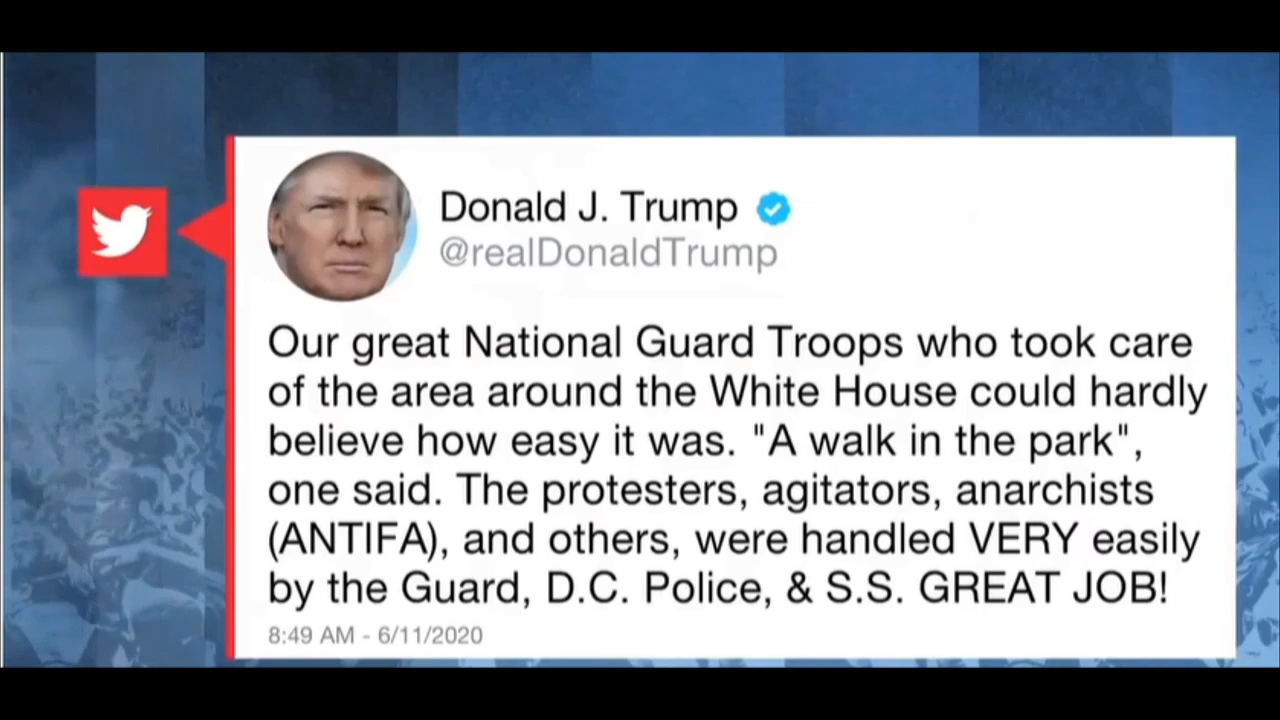 Donald J. Trump
@realDonaldTrump
Our great National Guard Troops who took care
of the area around the White House could hardly
believe how easy it was. "A walk in the park",
one said. The protesters, agitators, anarchists
(ANTIFA), and others, were handled VERY easily
by the Guard, D.C. Police, & S.S. GREAT JOB!
8:49 AM - 6/11/2020